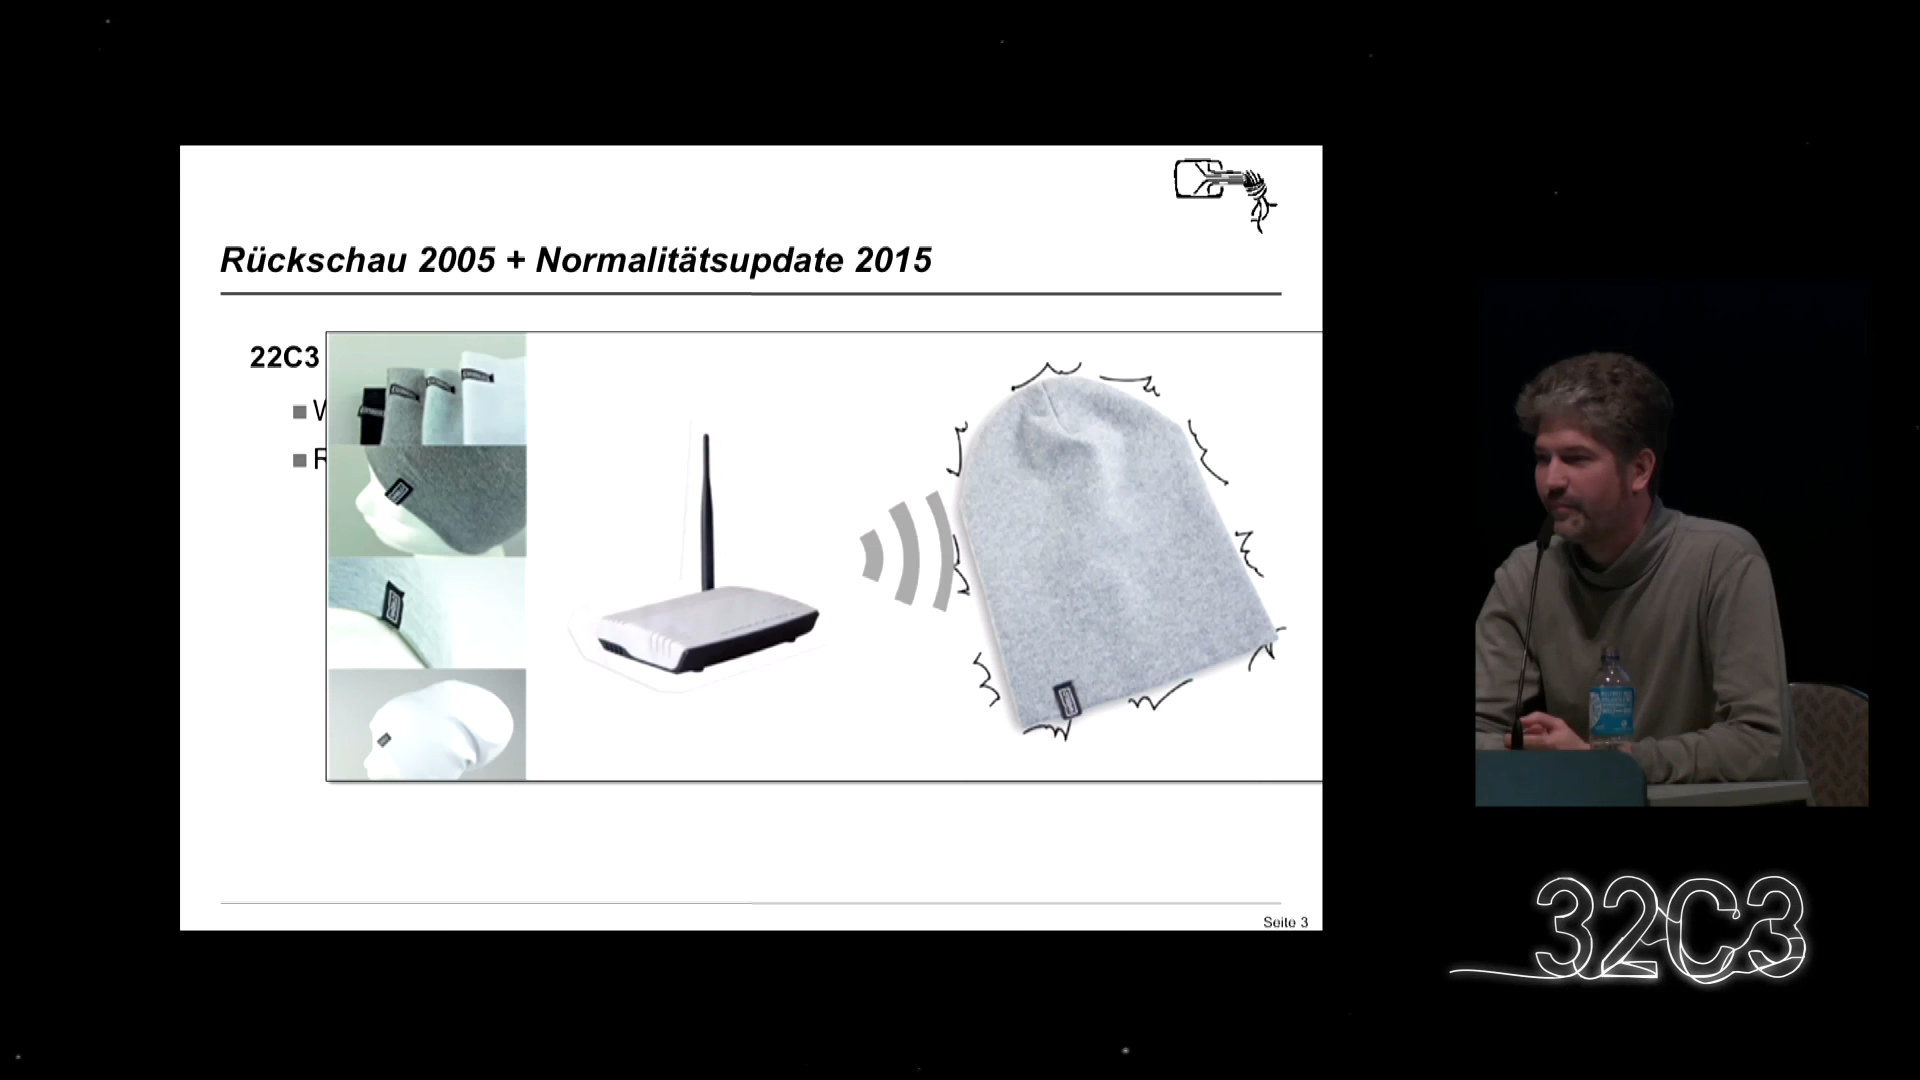 Rückschau 2005 + Normalitätsupdate 2015
22C3
Seite 3
32C3